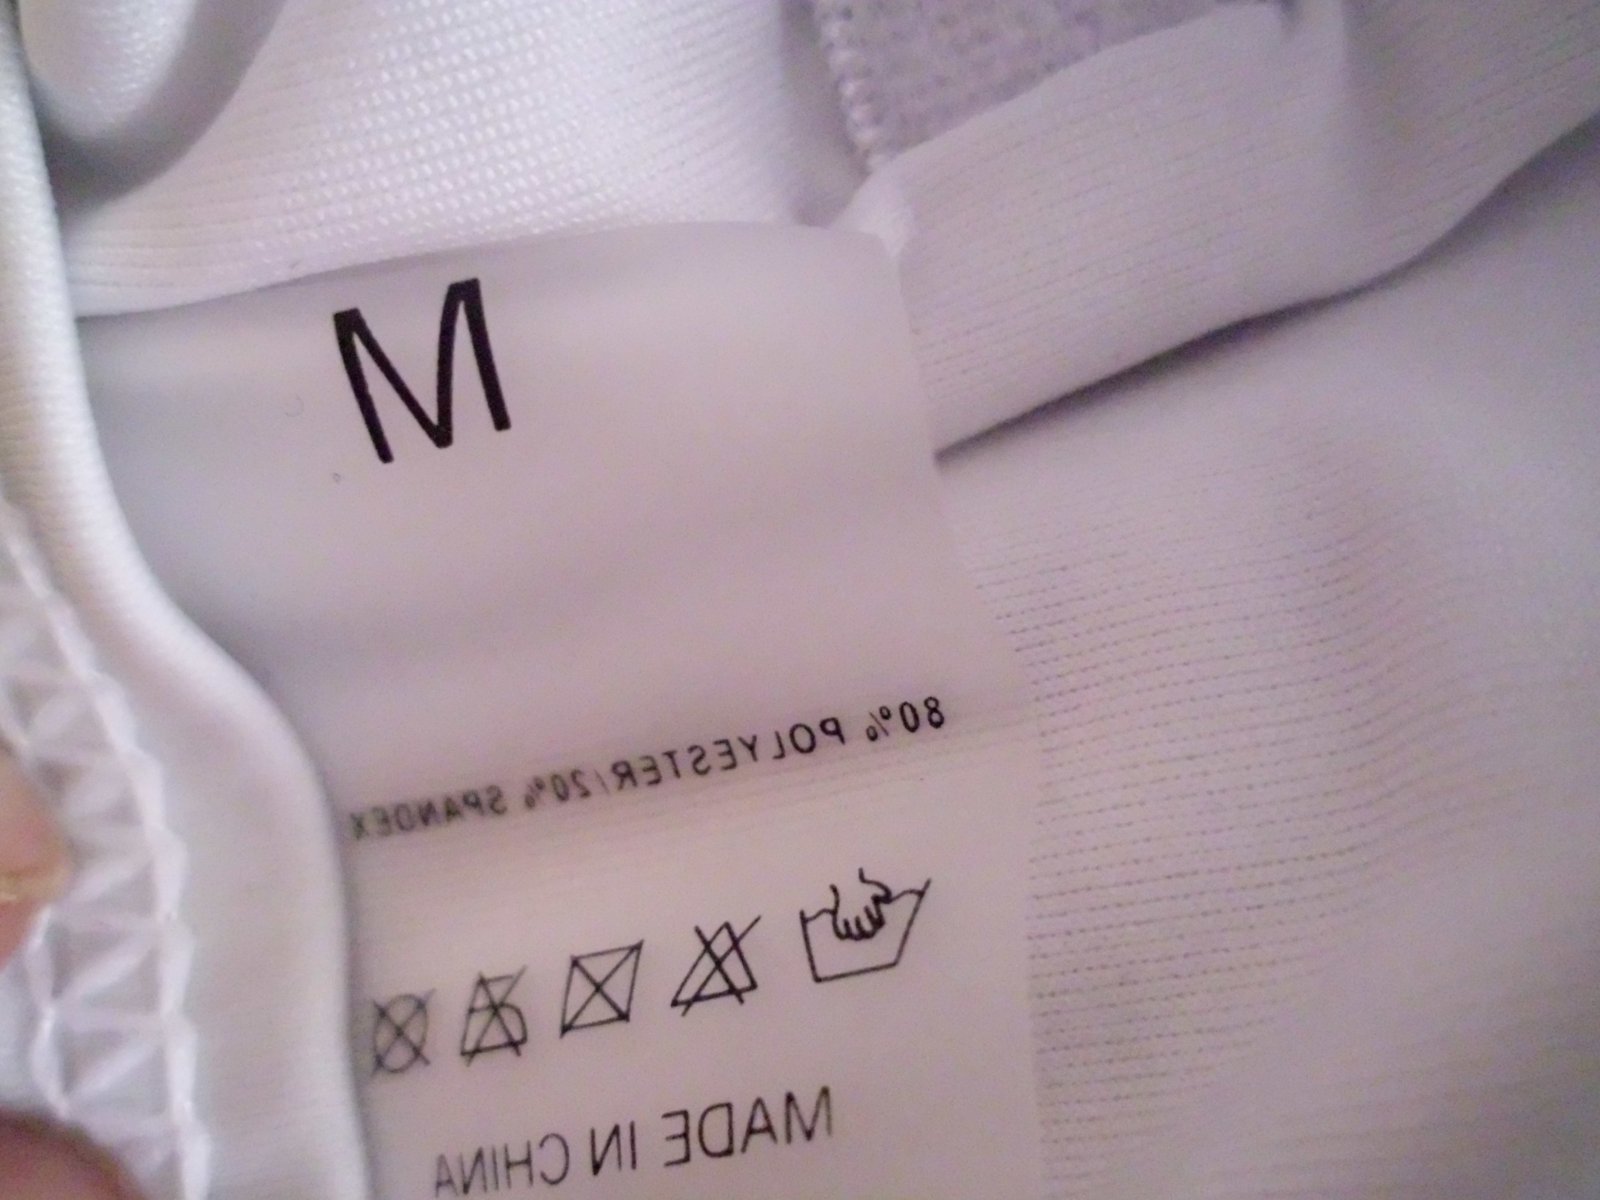 M
80% POLYESTER/20% SPANDEX
MADE IN CHINA